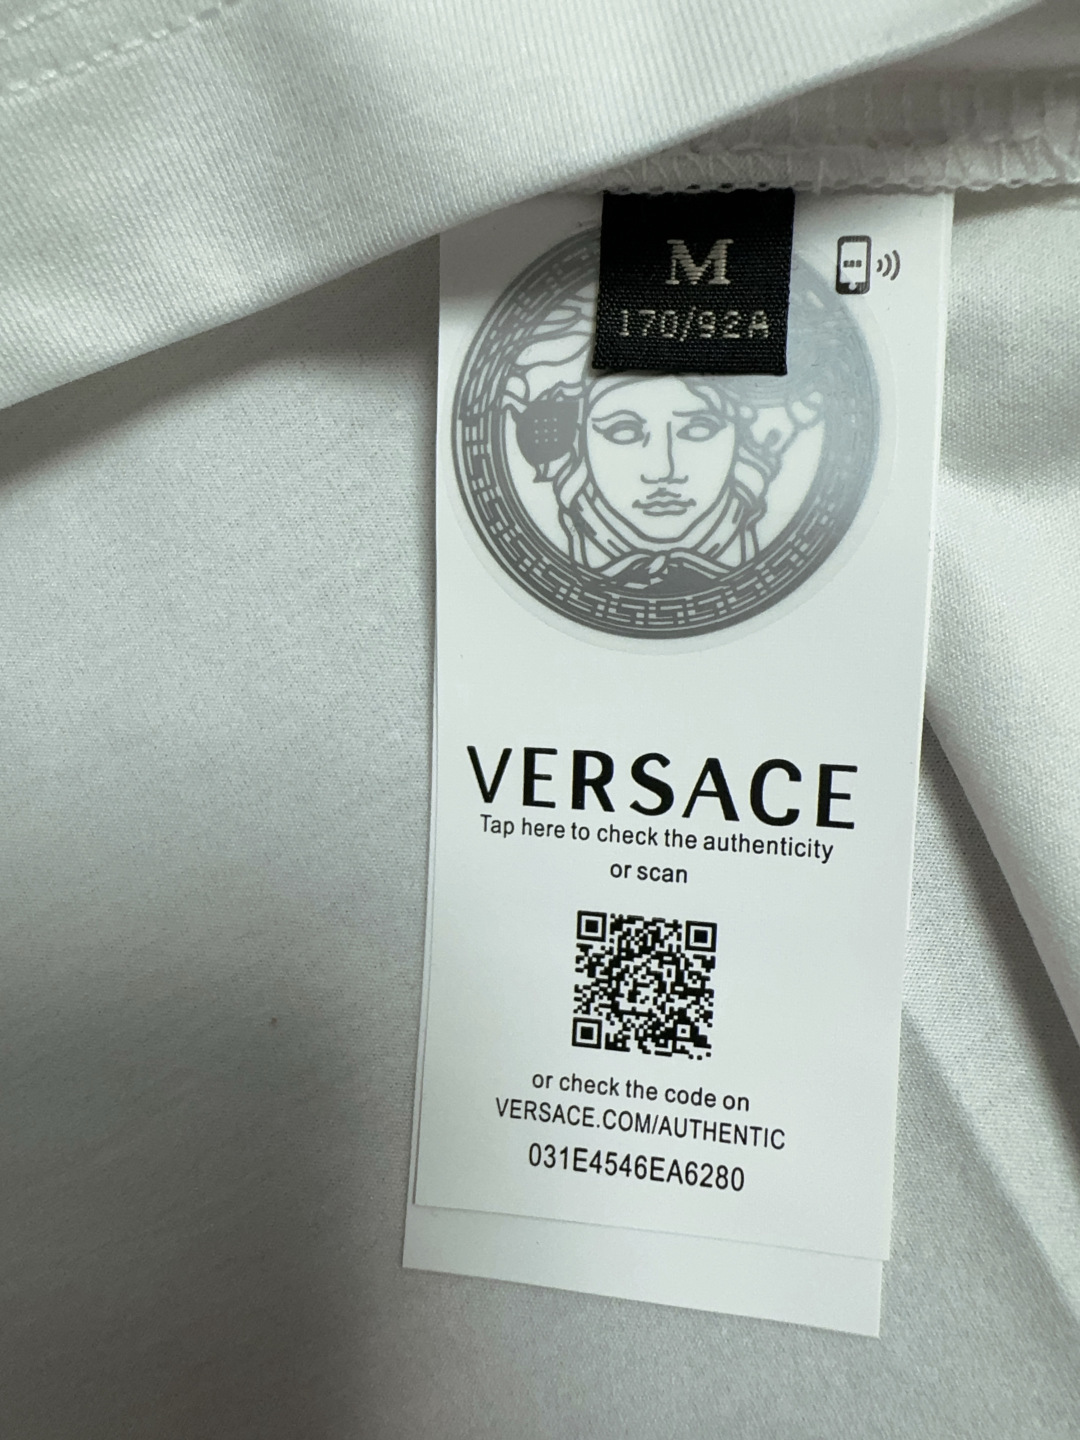 M
170/92A
VERSACE
Tap here to check the authenticity
or scan
or check the code on
VERSACE.COM/AUTHENTIC
031E4546EA6280